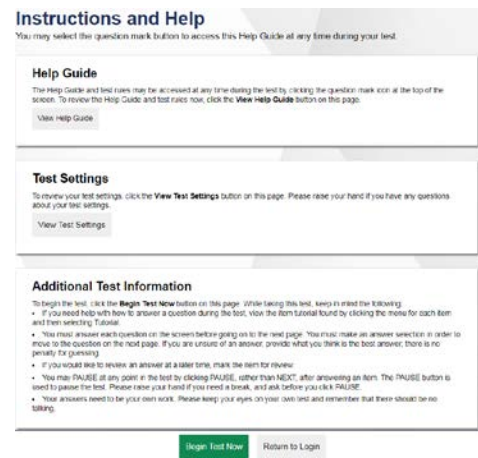 Instructions and Help
You may select the question mark button to access this Help Guide at any time during your test.
Help Guide
The Help Guide and test rules may be accessed at any time during the test by clicking the question mark icon at the top of the
screen. To review the Help Guide and test rules now, click the View Help Guide button on this page.
View Help Guide
Test Settings
To review your test settings, click the View Test Settings button on this page. Please raise your hand if you have any questions
about your test settings.
View Test Settings
Additional Test Information
To begin the test, click the Begin Test Now button on this page. While taking this test, keep in mind the following:
• If you need help with how to answer a question during the test, view the item tutorial found by clicking the menu for each item
and then selecting Tutorial.
• You must answer each question on the screen before going on to the next page. You must make an answer selection in order to
move to the question on the next page. If you are unsure of an answer, provide what you think is the best answer, there is no
penalty for guessing.
• If you would like to review an answer at a later time, mark the item for review.
• You may PAUSE at any point in the test by clicking PAUSE, rather than NEXT, after answering an item. The PAUSE button is
used to pause the test. Please raise your hand if you need a break, and ask before you click PAUSE.
• Your answers need to be your own work. Please keep your eyes on your own test and remember that there should be no
talking.
Begin Test Now
Return to Login